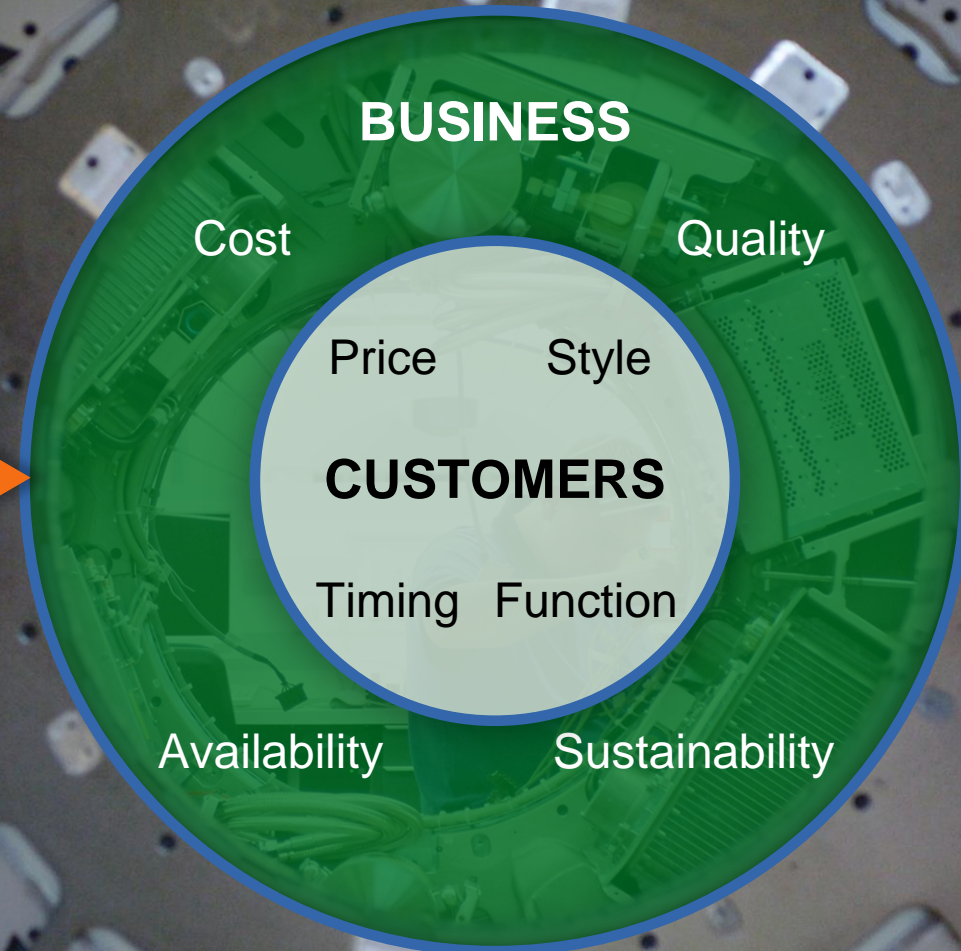 BUSINESS
Cost Quality
Price Style
CUSTOMERS
Timing Function
Availability Sustainability